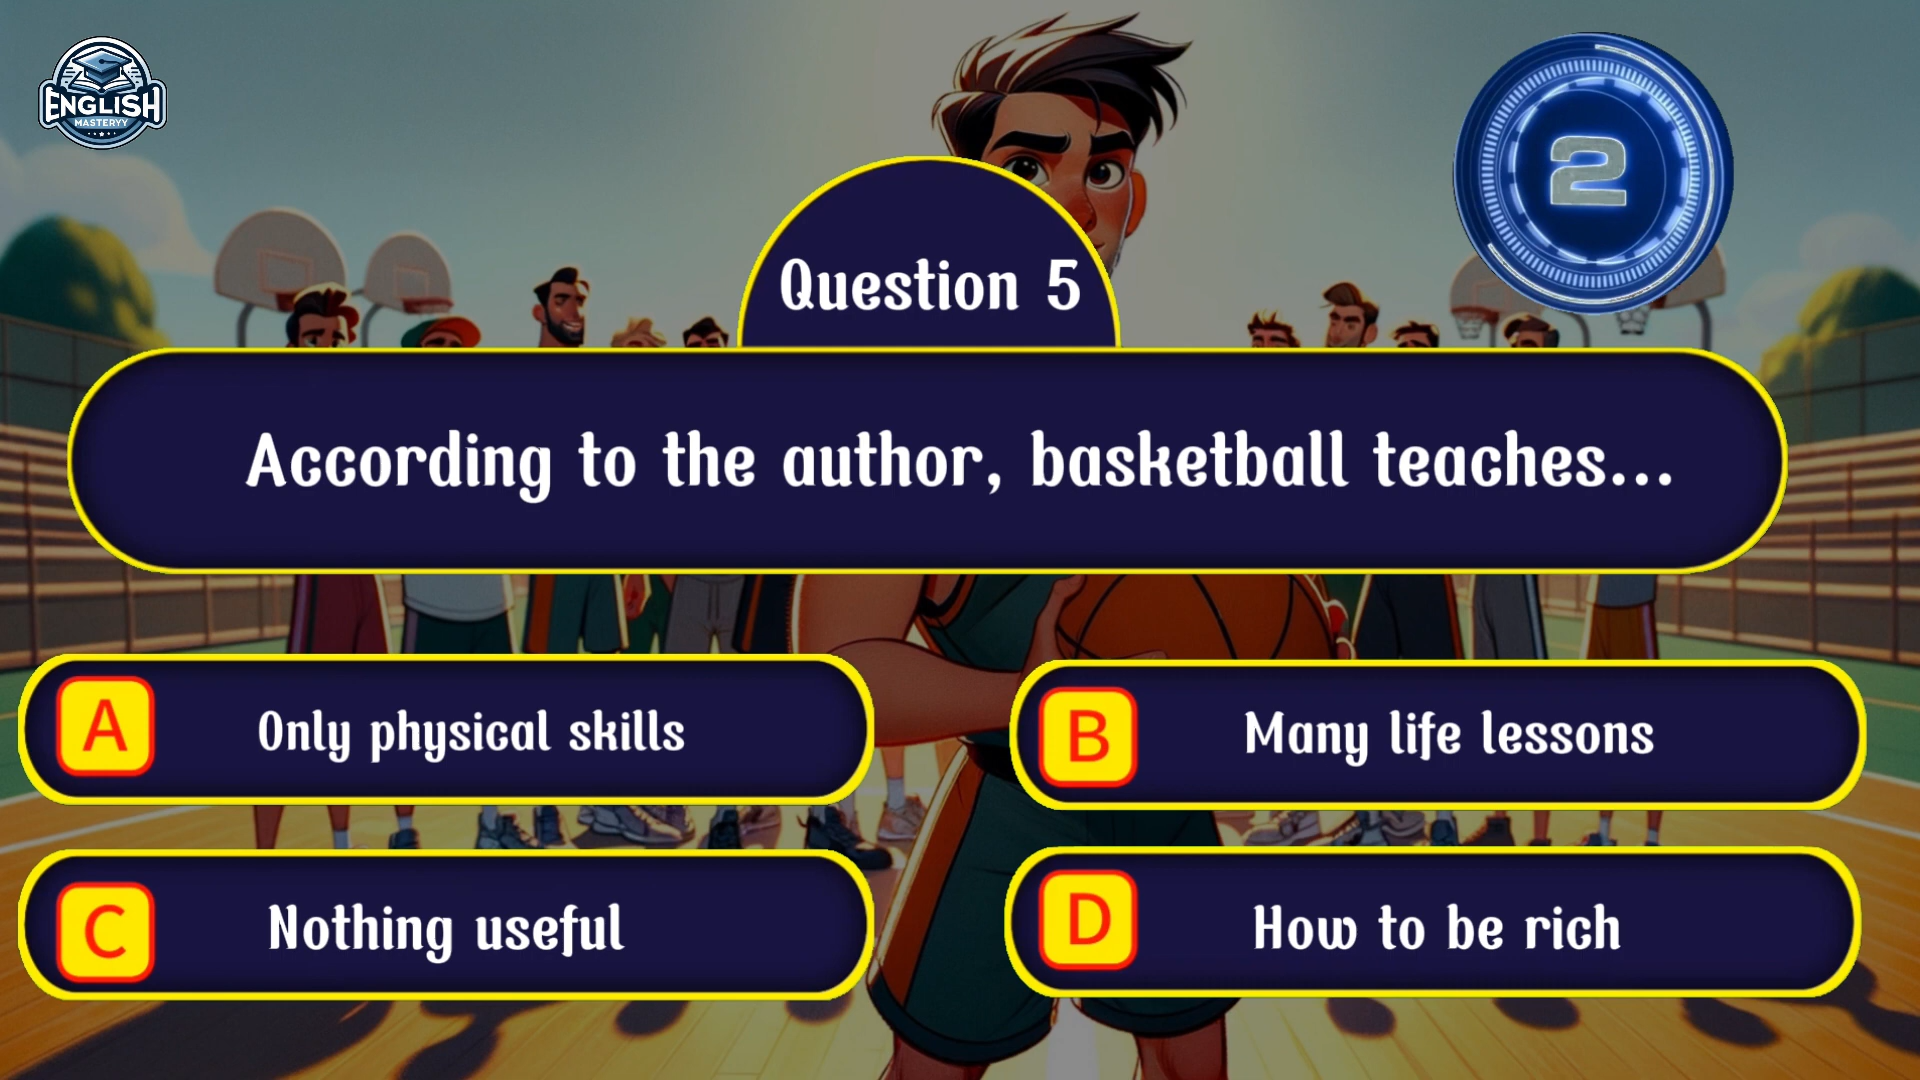 ENGLISH
MASTERYY
2
Question 5
According to the author, basketball teaches...
A
Only physical skills
B
Many life lessons
C
Nothing useful
D
How to be rich